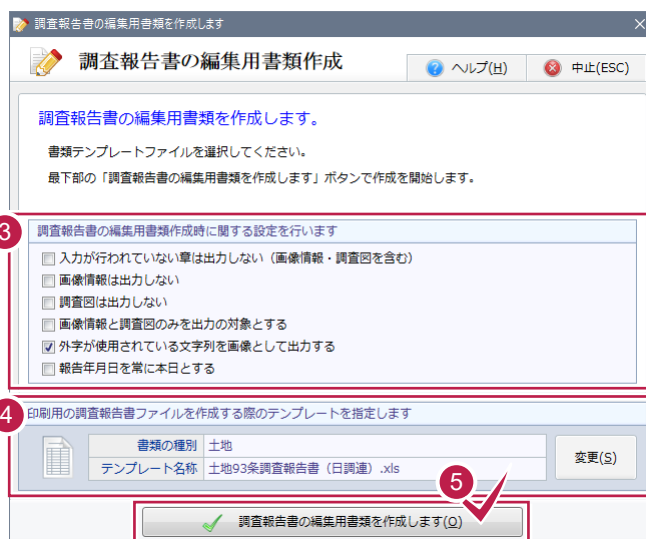 調査報告書の編集用書類を作成します
調査報告書の編集用書類作成
ヘルプ(H)
中止(ESC)
調査報告書の編集用書類を作成します。
書類テンプレートファイルを選択してください。
最下部の「調査報告書の編集用書類を作成します」ボタンで作成を開始します。
3
調査報告書の編集用書類作成時に関する設定を行います
入力が行われていない章は出力しない（画像情報・調査図を含む）
画像情報は出力しない
調査図は出力しない
画像情報と調査図のみを出力の対象とする
外字が使用されている文字列を画像として出力する
報告年月日を常に本日とする
4
印刷用の調査報告書ファイルを作成する際のテンプレートを指定します
書類の種別 土地
テンプレート名称 土地93条調査報告書（日調連）.xls
変更(S)
5
調査報告書の編集用書類を作成します(O)